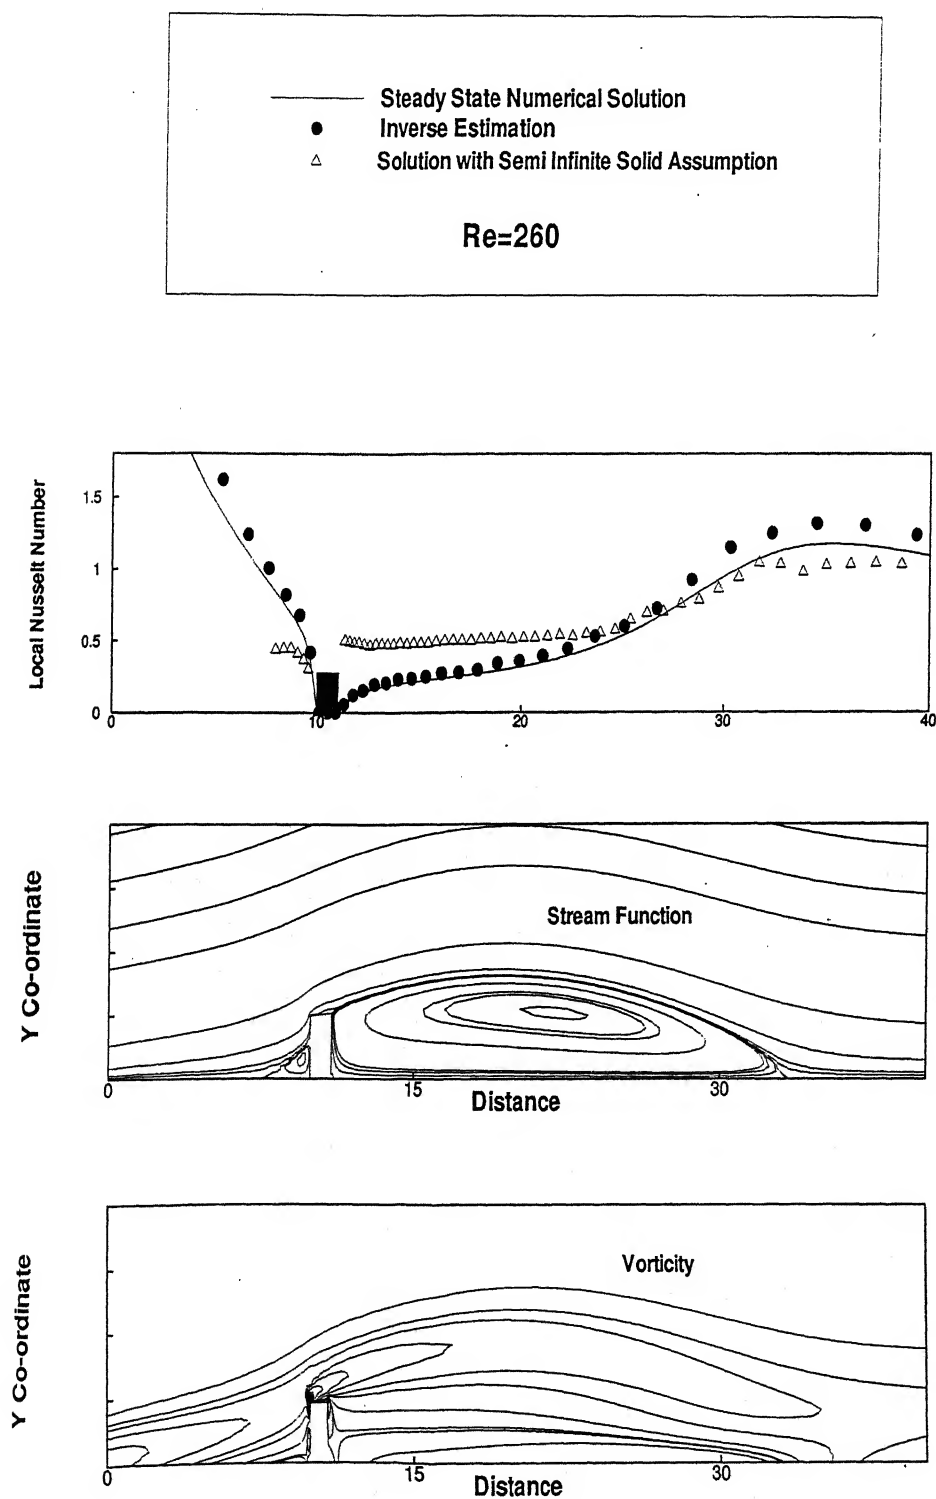 Steady State Numerical Solution
Inverse Estimation
Solution with Semi Infinite Solid Assumption
Re=260
Local Nusselt Number
1.5
1
0.5
0
0 10 20 30 40
Y Co-ordinate
Stream Function
0 15 30
Distance
Y Co-ordinate
Vorticity
0 15 30
Distance